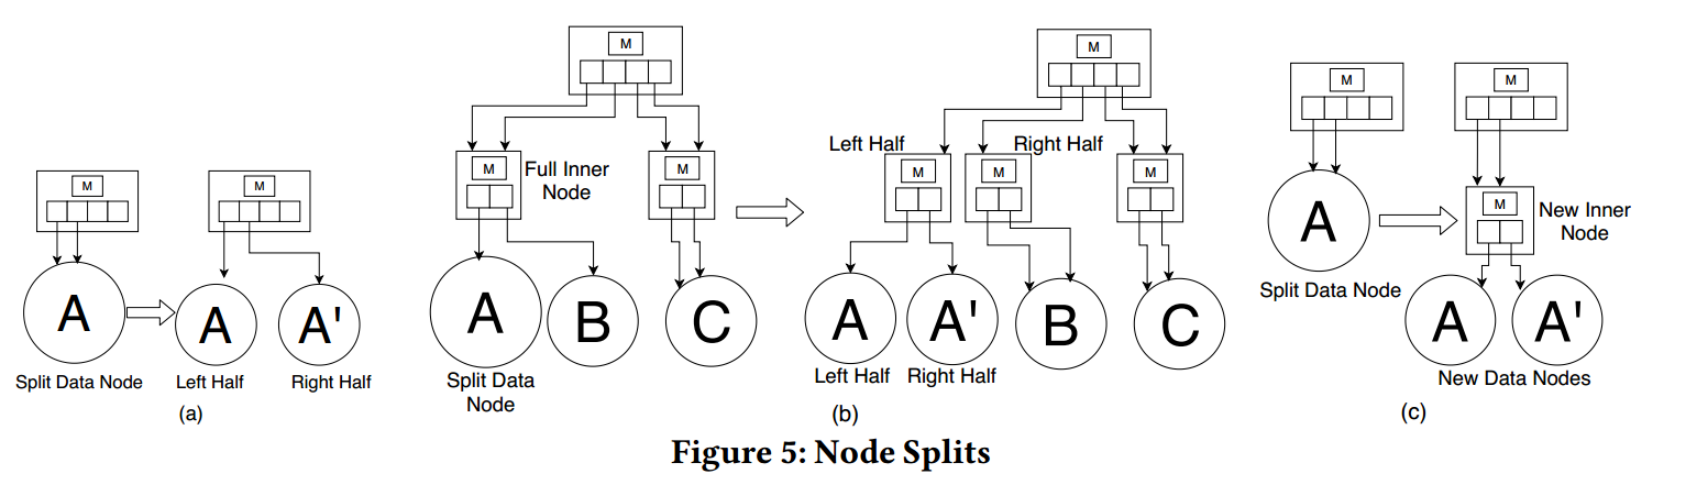 M
M
A
A
A'
Split Data Node
Left Half
Right Half
(a)
M
M
Full Inner
Node
M
A
B
C
Split Data
Node
M
Left Half
Right Half
M
M
M
A
A'
B
C
Left Half
Right Half
(b)
M
M
A
M
New Inner
Node
Split Data Node
A
A'
New Data Nodes
(c)
Figure 5: Node Splits